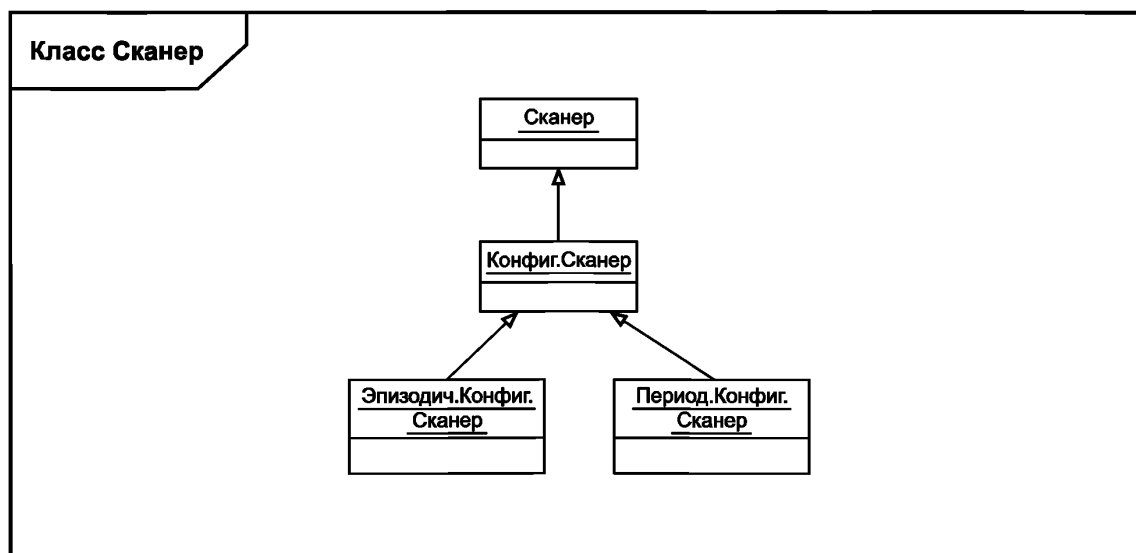 Класс Сканер
Сканер
Конфиг.Сканер
Эпизодич.Конфиг.
Сканер
Период.Конфиг.
Сканер